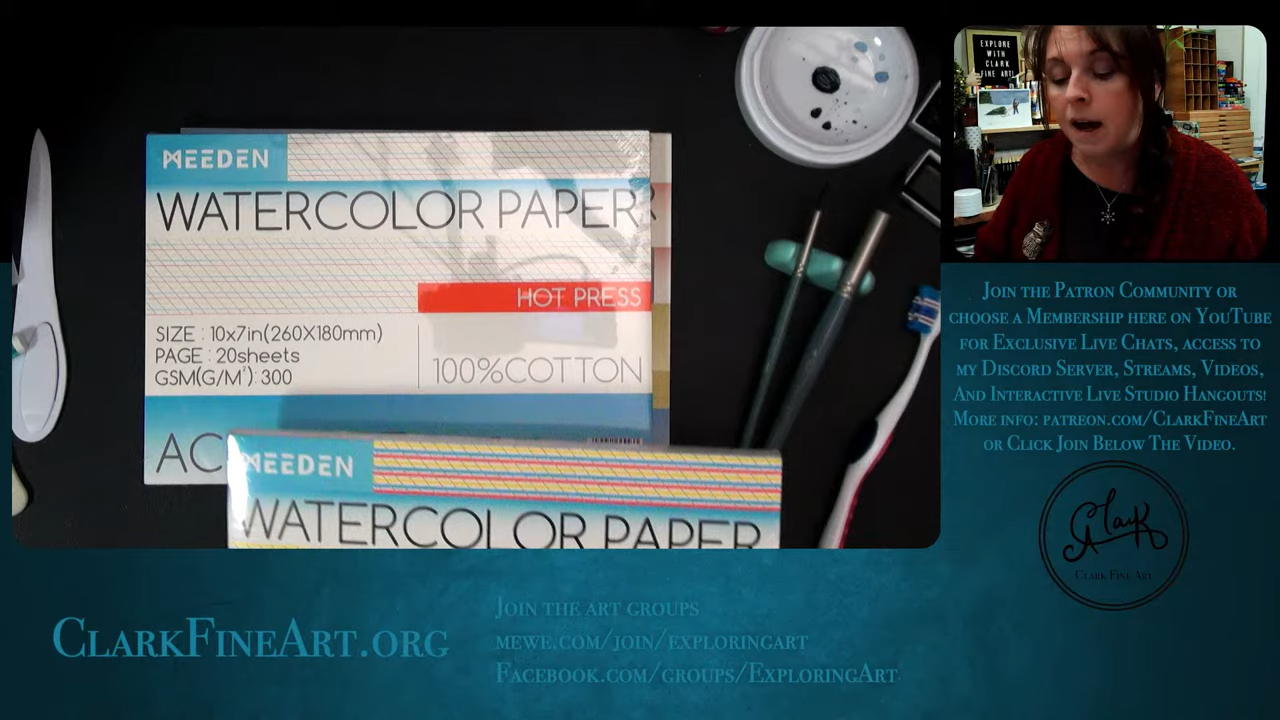 MEEDEN
WATERCOLOR PAPER
HOT PRESS
SIZE : 10x7in(260X180mm)
PAGE : 20sheets
GSM(G/M²): 300
100%COTTON
AC
MEEDEN
WATERCOLOR PAPER
EXPLORE
WITH
CLARK
FINE ART!
JOIN THE PATRON COMMUNITY OR
CHOOSE A MEMBERSHIP HERE ON YOUTUBE
FOR EXCLUSIVE LIVE CHATS, ACCESS TO
MY DISCORD SERVER, STREAMS, VIDEOS,
AND INTERACTIVE LIVE STUDIO HANGOUTS!
MORE INFO: PATREON.COM/CLARKFINEART
OR CLICK JOIN BELOW THE VIDEO.
Clark
CLARK FINE ART
CLARKFINEART.ORG
JOIN THE ART GROUPS
MEWE.COM/JOIN/EXPLORINGART
FACEBOOK.COM/GROUPS/EXPLORINGART